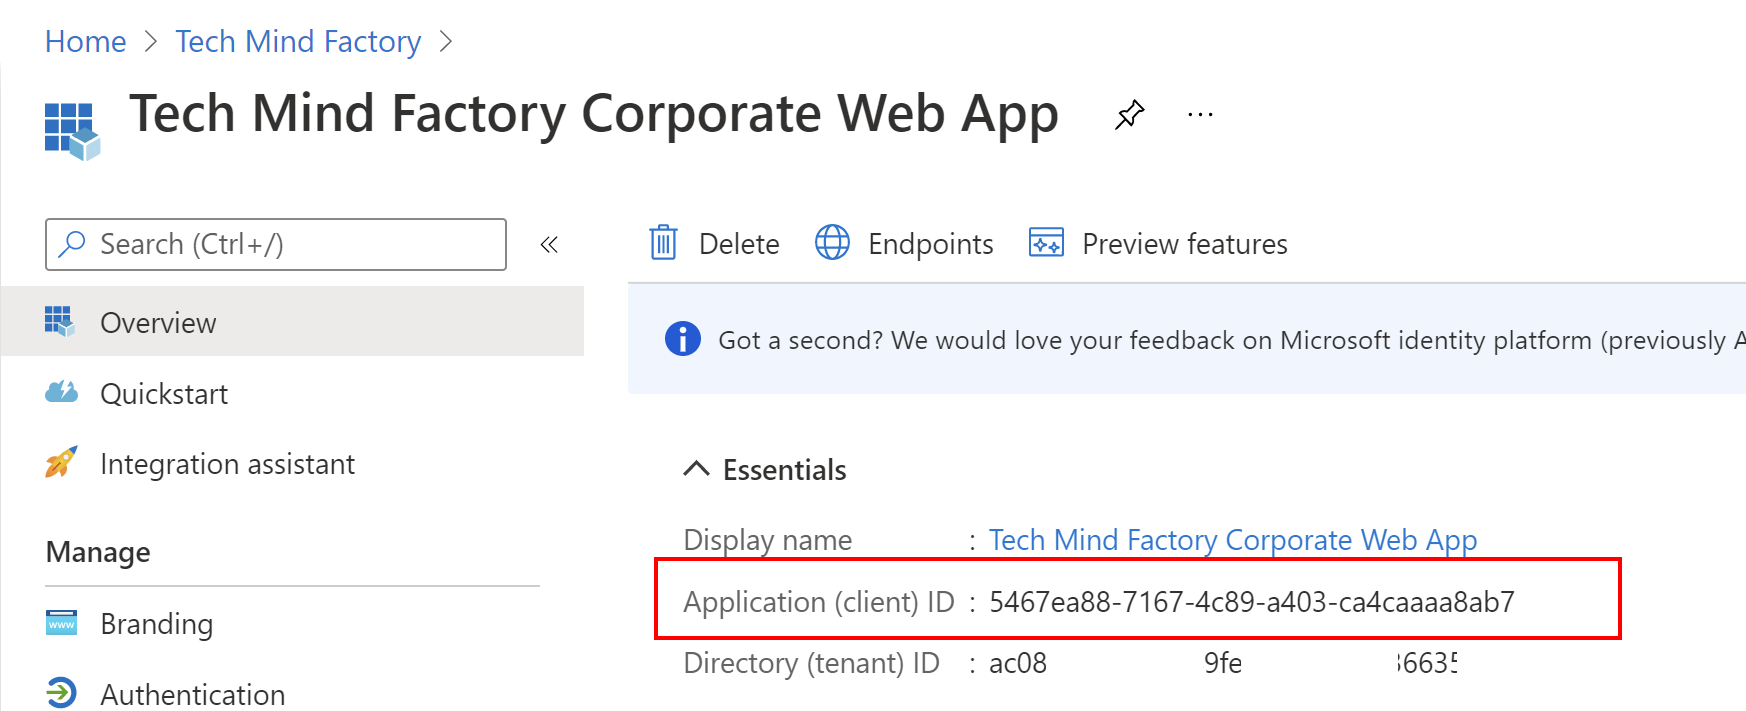 Home > Tech Mind Factory >
Tech Mind Factory Corporate Web App ...
Search (Ctrl+/) «
Delete Endpoints Preview features
Overview
Got a second? We would love your feedback on Microsoft identity platform (previously A
Quickstart
Integration assistant
Essentials
Display name : Tech Mind Factory Corporate Web App
Manage
Application (client) ID : 5467ea88-7167-4c89-a403-ca4caaaa8ab7
Branding
www
Directory (tenant) ID : ac08 9fe 6635
Authentication